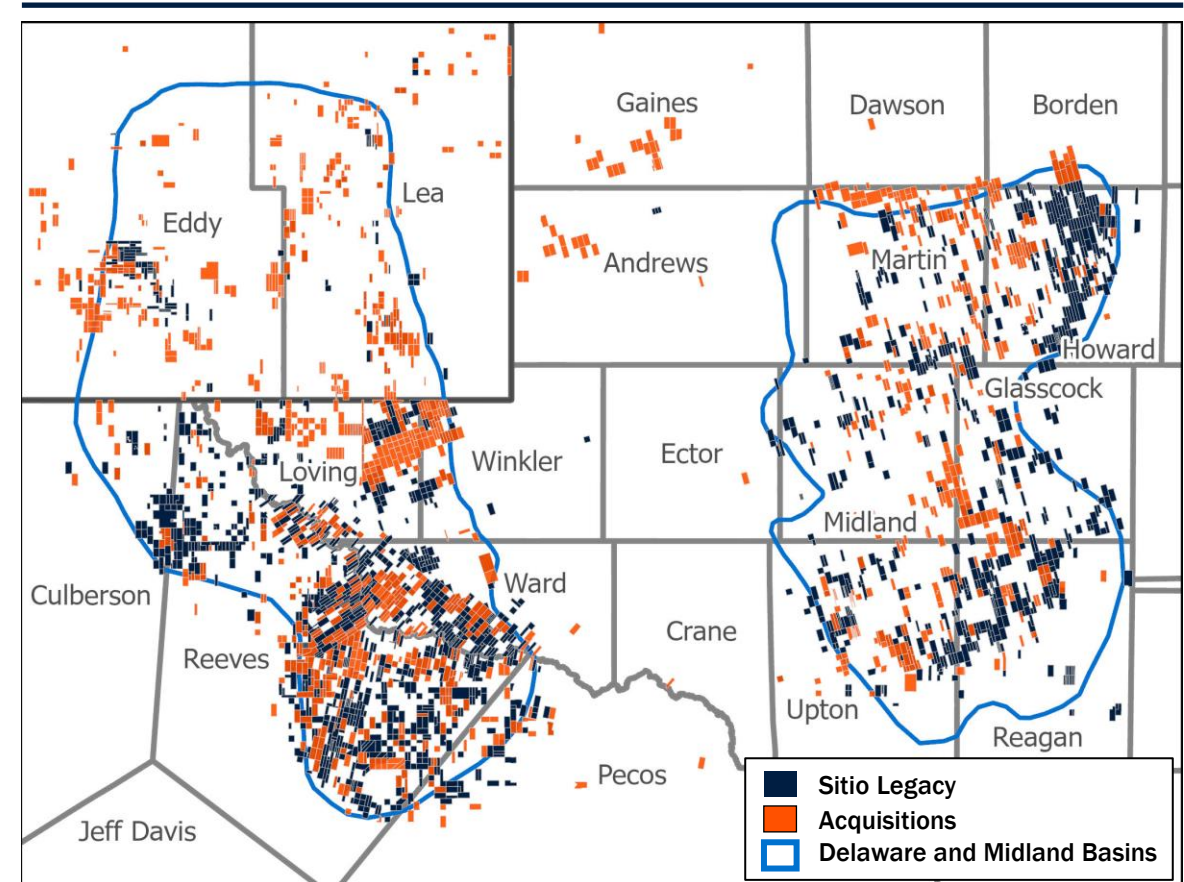 Gaines
Dawson
Borden
Lea
Eddy
Andrews
Martin
Howard
Glasscock
Loving
Winkler
Ector
Midland
Culberson
Ward
Crane
Reeves
Upton
Reagan
Pecos
Jeff Davis
Sitio Legacy
Acquisitions
Delaware and Midland Basins